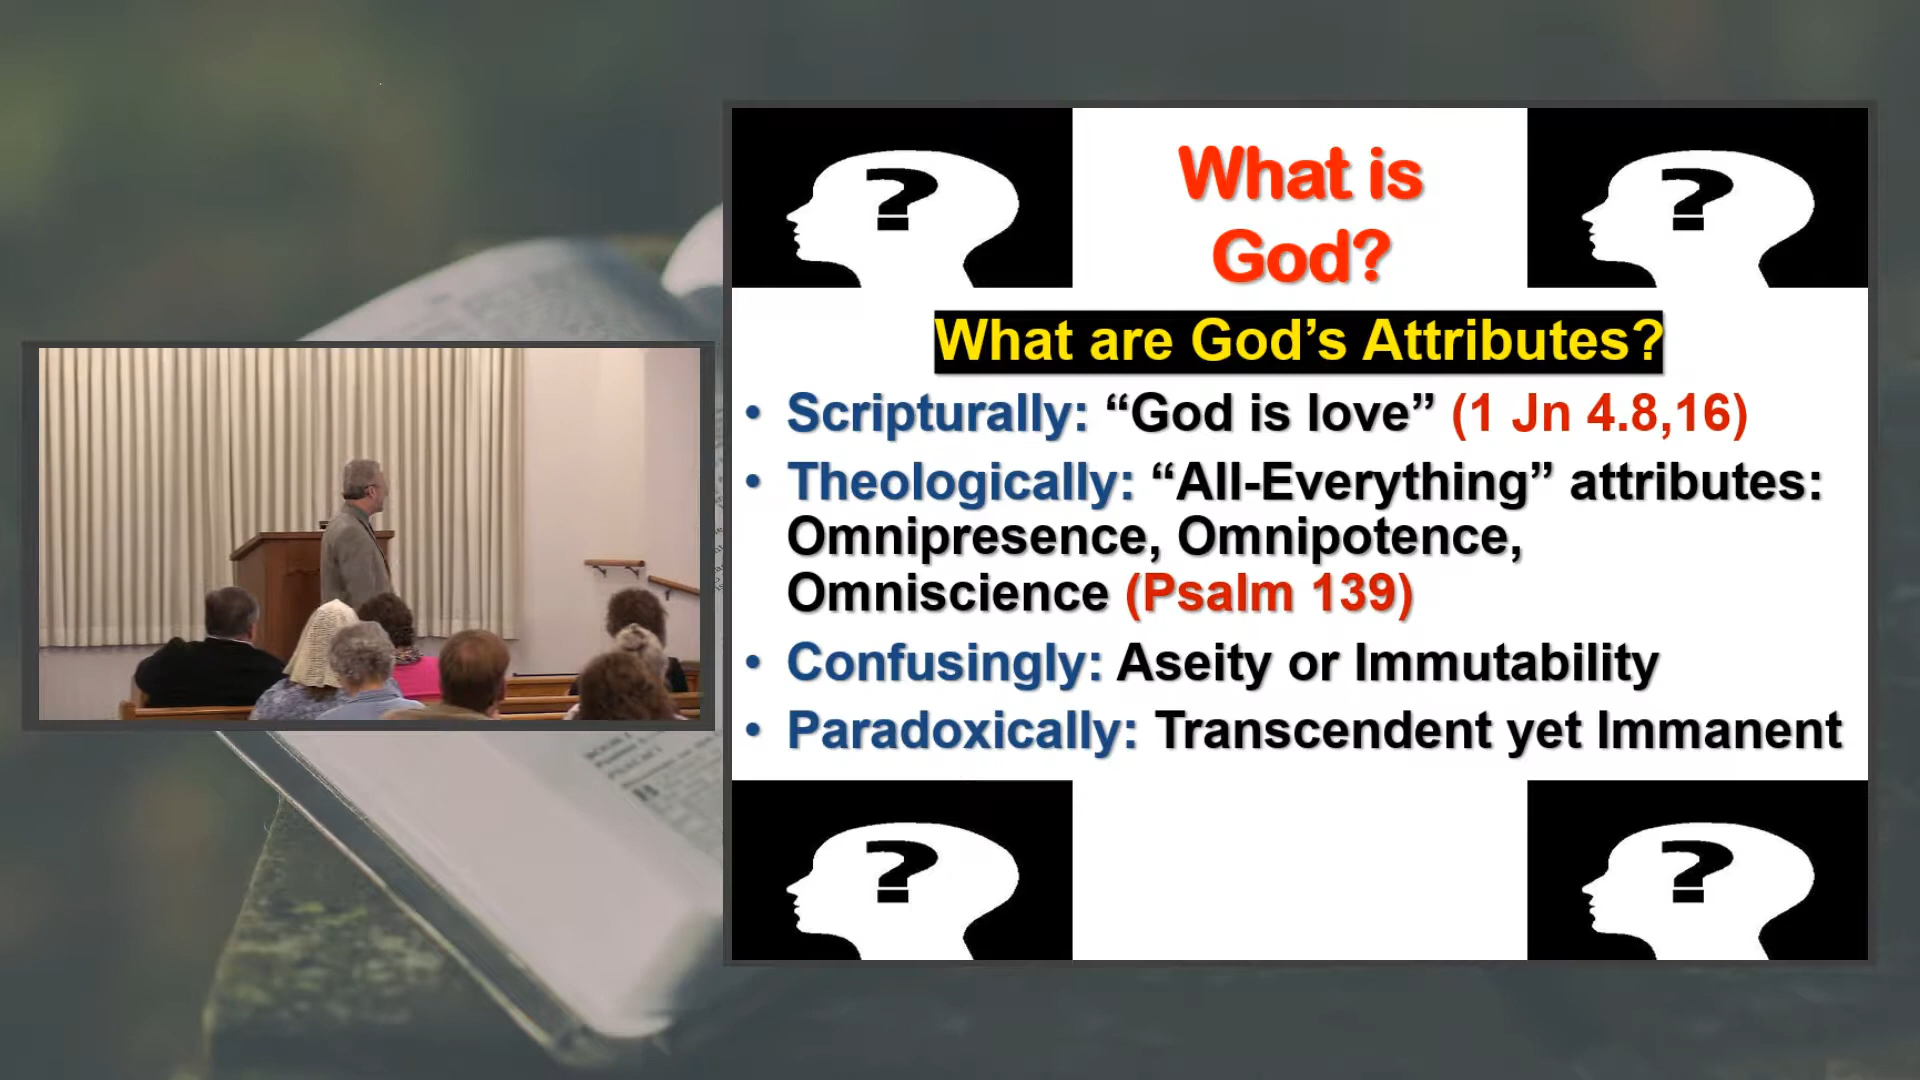 What is
God?
What are God’s Attributes?
• Scripturally: “God is love” (1 Jn 4.8,16)
• Theologically: “All-Everything” attributes:
Omnipresence, Omnipotence,
Omniscience (Psalm 139)
• Confusingly: Aseity or Immutability
• Paradoxically: Transcendent yet Immanent
?
?
?
?